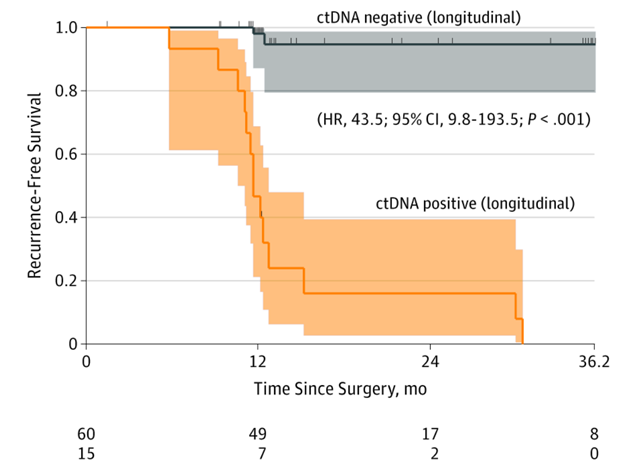 ctDNA negative (longitudinal)
1.0
0.8
(HR, 43.5; 95% CI, 9.8-193.5; P < .001)
0.6
Recurrence-Free Survival
ctDNA positive (longitudinal)
0.4
0.2
0
0 12 24 36.2
Time Since Surgery, mo
60 49 17 8
15 7 2 0